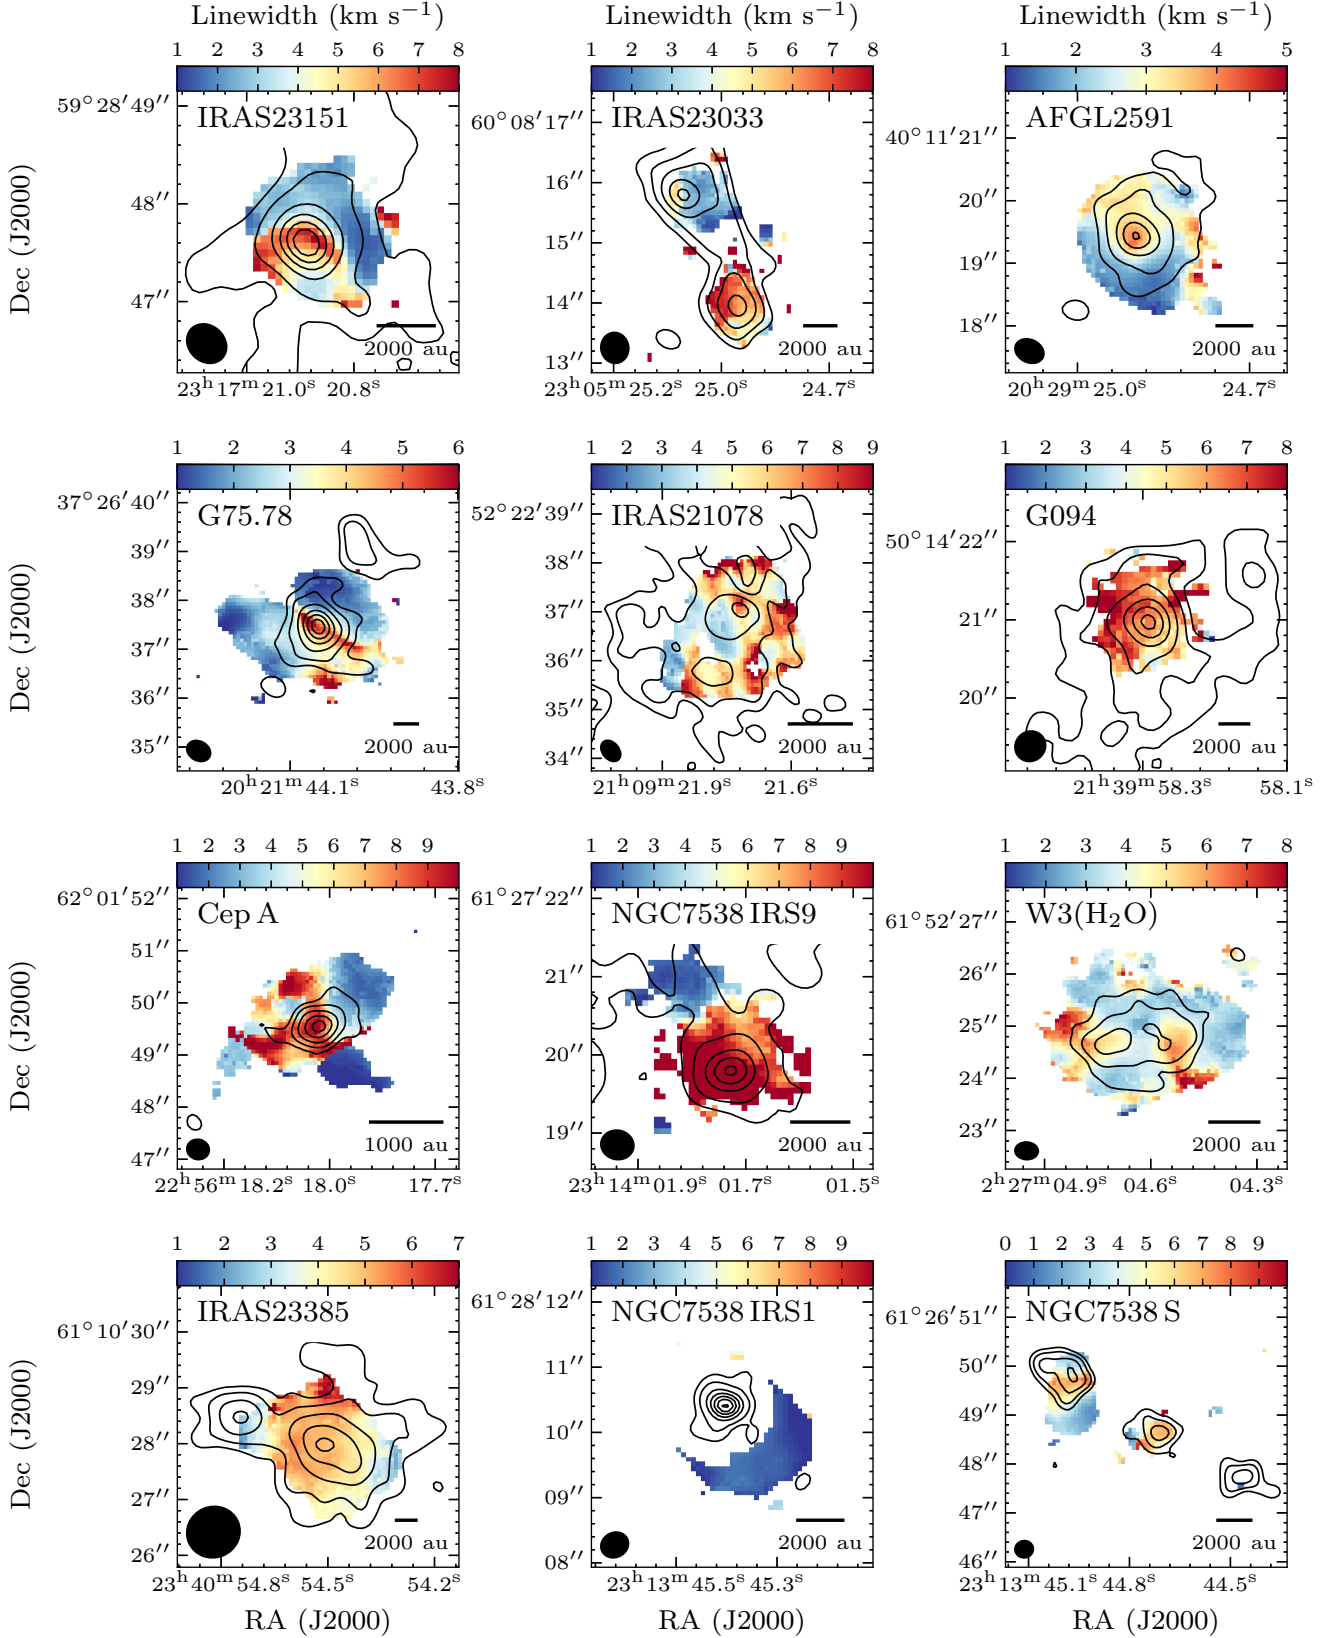 Linewidth (km s⁻¹) Linewidth (km s⁻¹) Linewidth (km s⁻¹)
1 2 3 4 5 6 7 8 1 2 3 4 5 6 7 8 1 2 3 4 5
IRAS23151 IRAS23033 AFGL2591
59°28′49″ 48″ 47″
60°08′17″ 16″ 15″ 14″ 13″
40°11′21″ 20″ 19″ 18″
Dec (J2000)
2000 au 2000 au 2000 au
23ʰ17ᵐ21.0ˢ 20.8ˢ 23ʰ05ᵐ25.2ˢ 25.0ˢ 24.7ˢ 20ʰ29ᵐ25.0ˢ 24.7ˢ
1 2 3 4 5 6 1 2 3 4 5 6 7 8 9 1 2 3 4 5 6 7 8
G75.78 IRAS21078 G094
37°26′40″ 39″ 38″ 37″ 36″ 35″
52°22′39″ 38″ 37″ 36″ 35″ 34″
50°14′22″ 21″ 20″
Dec (J2000)
2000 au 2000 au 2000 au
20ʰ21ᵐ44.1ˢ 43.8ˢ 21ʰ09ᵐ21.9ˢ 21.6ˢ 21ʰ39ᵐ58.3ˢ 58.1ˢ
1 2 3 4 5 6 7 8 9 1 2 3 4 5 6 7 8 9 1 2 3 4 5 6 7 8
Cep A NGC7538 IRS9 W3(H₂O)
62°01′52″ 51″ 50″ 49″ 48″ 47″
61°27′22″ 21″ 20″ 19″
61°52′27″ 26″ 25″ 24″ 23″
Dec (J2000)
1000 au 2000 au 2000 au
22ʰ56ᵐ18.2ˢ 18.0ˢ 17.7ˢ 23ʰ14ᵐ01.9ˢ 01.7ˢ 01.5ˢ 2ʰ27ᵐ04.9ˢ 04.6ˢ 04.3ˢ
1 2 3 4 5 6 7 1 2 3 4 5 6 7 8 9 0 1 2 3 4 5 6 7 8 9 10
IRAS23385 NGC7538 IRS1 NGC7538 S
61°10′30″ 29″ 28″ 27″ 26″
61°28′12″ 11″ 10″ 09″ 08″
61°26′51″ 50″ 49″ 48″ 47″ 46″
Dec (J2000)
2000 au 2000 au 2000 au
23ʰ40ᵐ54.8ˢ 54.5ˢ 54.2ˢ 23ʰ13ᵐ45.5ˢ 45.3ˢ 23ʰ13ᵐ45.1ˢ 44.8ˢ 44.5ˢ
RA (J2000) RA (J2000) RA (J2000)